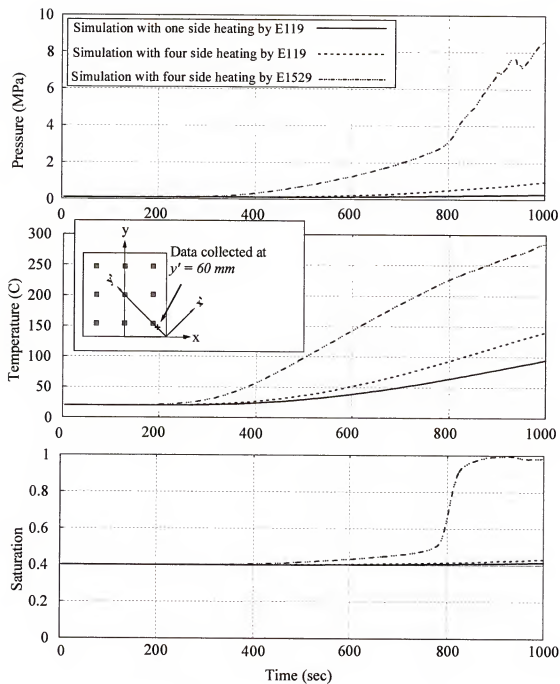 10
8
6
4
2
0
Pressure (MPa)
Simulation with one side heating by E119
Simulation with four side heating by E119
Simulation with four side heating by E1529
0 200 400 600 800 1000
300
250
200
150
100
50
0
Temperature (C)
y
Data collected at
y' = 60 mm
x
0 200 400 600 800 1000
1
0.8
0.6
0.4
0.2
0
Saturation
0 200 400 600 800 1000
Time (sec)